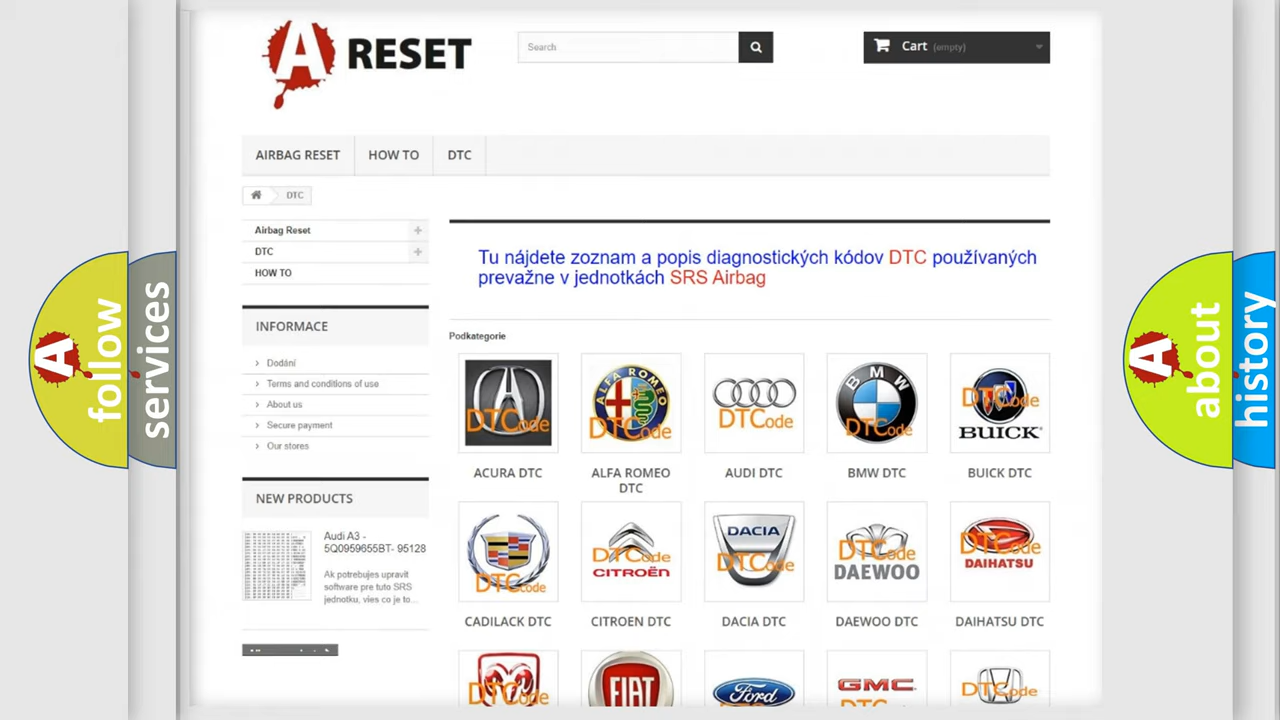 A RESET
Search
Cart (empty)
AIRBAG RESET
HOW TO
DTC
DTC
Airbag Reset
DTC
HOW TO
INFORMACE
Dodání
Terms and conditions of use
About us
Secure payment
Our stores
NEW PRODUCTS
Audi A3 -
5Q0959655BT- 95128
Ak potrebujes upravit
software pre tuto SRS
jednotku, vies co je to...
Tu nájdete zoznam a popis diagnostických kódov DTC používaných
prevažne v jednotkách SRS Airbag
Podkategorie
DTCode
ALFA ROMEO
DTCode
DTCode
BMW
DTCode
DTCode
BUICK
ACURA DTC
ALFA ROMEO
DTC
AUDI DTC
BMW DTC
BUICK DTC
DTCode
DTCode
CITROËN
DACIA
DTCode
DTCode
DAEWOO
DTCode
DAIHATSU
CADILACK DTC
CITROEN DTC
DACIA DTC
DAEWOO DTC
DAIHATSU DTC
DTCode
FIAT
Ford
GMC
DTCode
A follow
services
A about
history